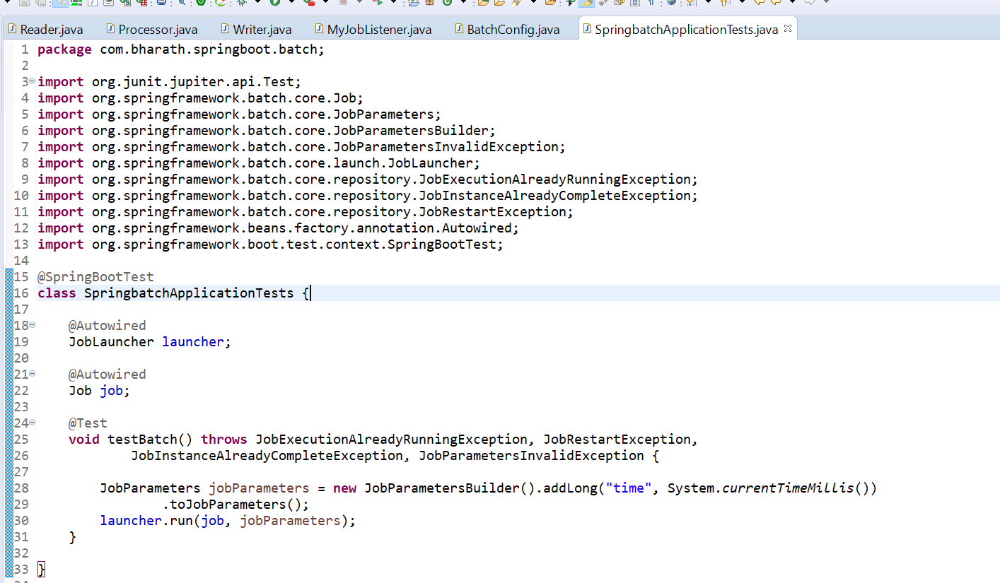 Reader.java Processor.java Writer.java MyJobListener.java BatchConfig.java SpringbatchApplicationTests.java
1 package com.bharath.springboot.batch;
2
3 import org.junit.jupiter.api.Test;
4 import org.springframework.batch.core.Job;
5 import org.springframework.batch.core.JobParameters;
6 import org.springframework.batch.core.JobParametersBuilder;
7 import org.springframework.batch.core.JobParametersInvalidException;
8 import org.springframework.batch.core.launch.JobLauncher;
9 import org.springframework.batch.core.repository.JobExecutionAlreadyRunningException;
10 import org.springframework.batch.core.repository.JobInstanceAlreadyCompleteException;
11 import org.springframework.batch.core.repository.JobRestartException;
12 import org.springframework.beans.factory.annotation.Autowired;
13 import org.springframework.boot.test.context.SpringBootTest;
14
15 @SpringBootTest
16 class SpringbatchApplicationTests {
17
18 @Autowired
19 JobLauncher launcher;
20
21 @Autowired
22 Job job;
23
24 @Test
25 void testBatch() throws JobExecutionAlreadyRunningException, JobRestartException,
26 JobInstanceAlreadyCompleteException, JobParametersInvalidException {
27
28 JobParameters jobParameters = new JobParametersBuilder().addLong("time", System.currentTimeMillis())
29 .toJobParameters();
30 launcher.run(job, jobParameters);
31 }
32
33 }